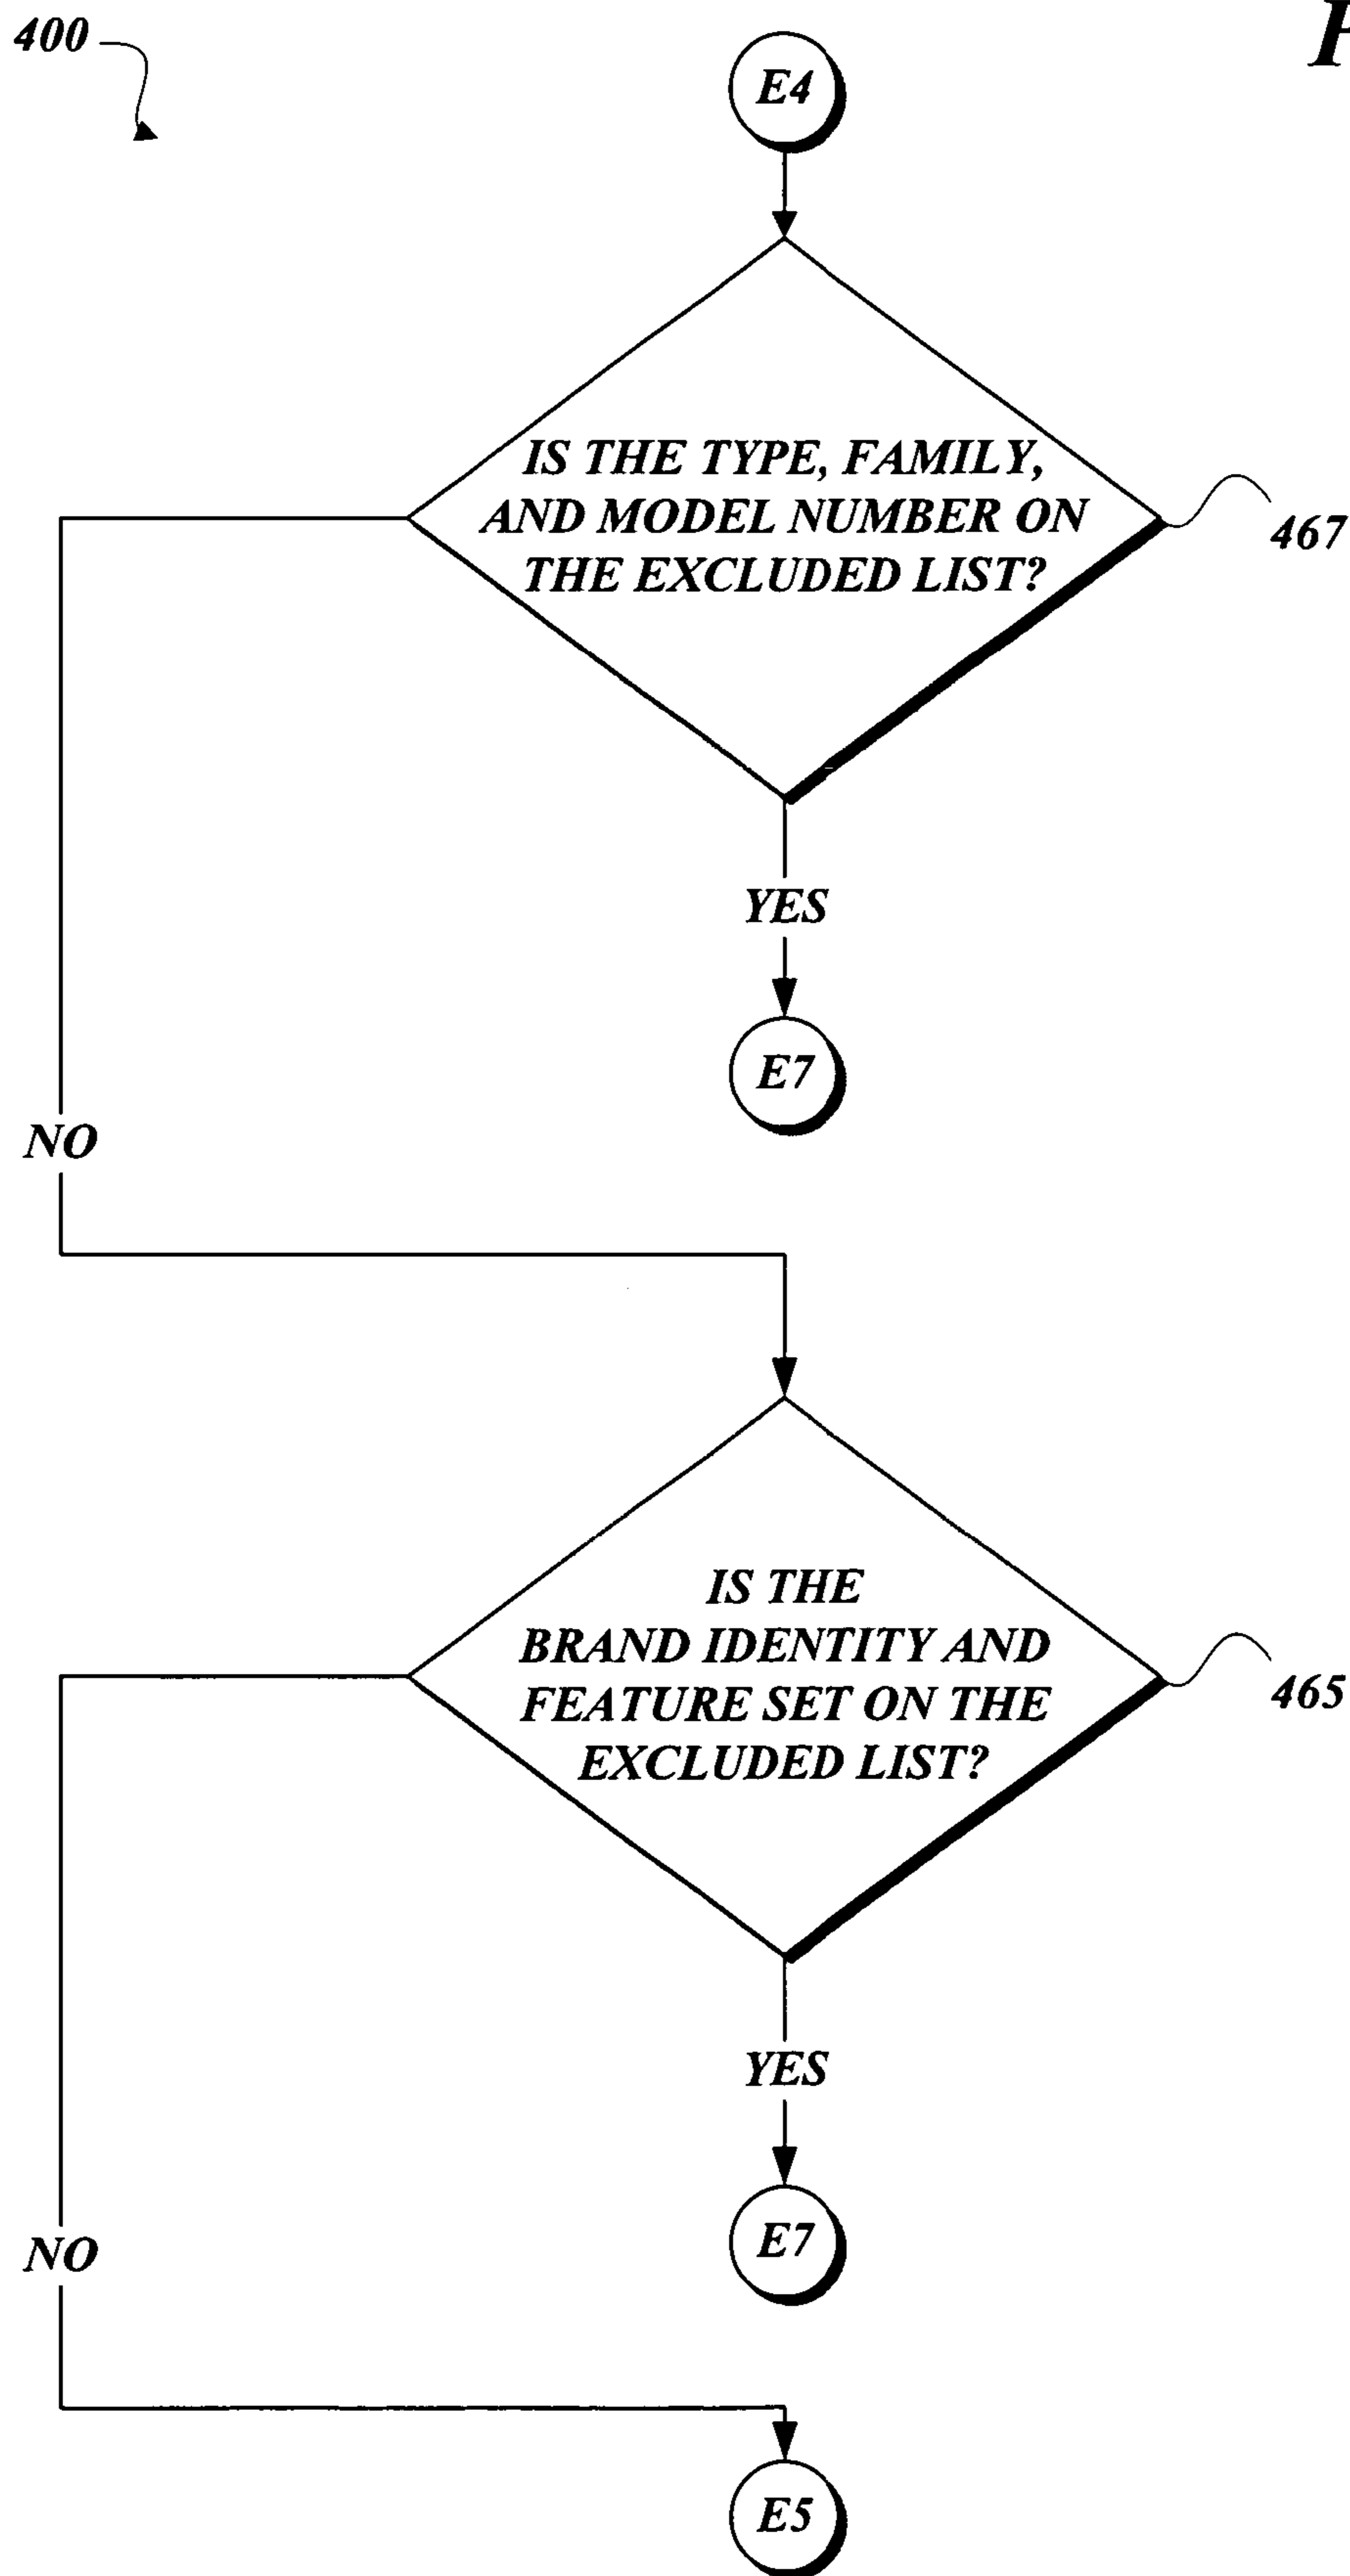 400
E4
IS THE TYPE, FAMILY,
AND MODEL NUMBER ON
THE EXCLUDED LIST?
467
YES
E7
NO
IS THE
BRAND IDENTITY AND
FEATURE SET ON THE
EXCLUDED LIST?
465
YES
E7
NO
E5